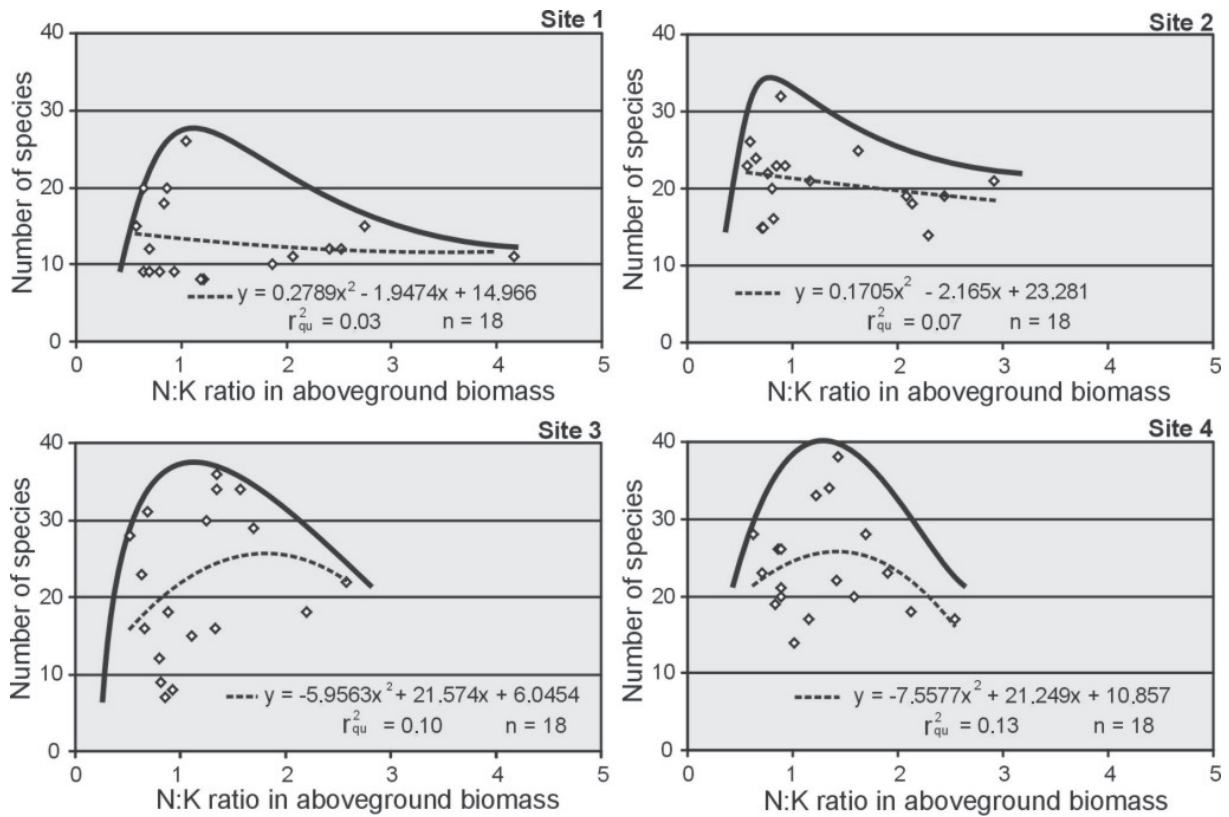 Site 1
40
30
20
10
0
Number of species
y = 0.2789x² - 1.9474x + 14.966
r²qu = 0.03 n = 18
0 1 2 3 4 5
N:K ratio in aboveground biomass
Site 2
40
30
20
10
0
Number of species
y = 0.1705x² - 2.165x + 23.281
r²qu = 0.07 n = 18
0 1 2 3 4 5
N:K ratio in aboveground biomass
Site 3
40
30
20
10
0
Number of species
y = -5.9563x² + 21.574x + 6.0454
r²qu = 0.10 n = 18
0 1 2 3 4 5
N:K ratio in aboveground biomass
Site 4
40
30
20
10
0
Number of species
y = -7.5577x² + 21.249x + 10.857
r²qu = 0.13 n = 18
0 1 2 3 4 5
N:K ratio in aboveground biomass